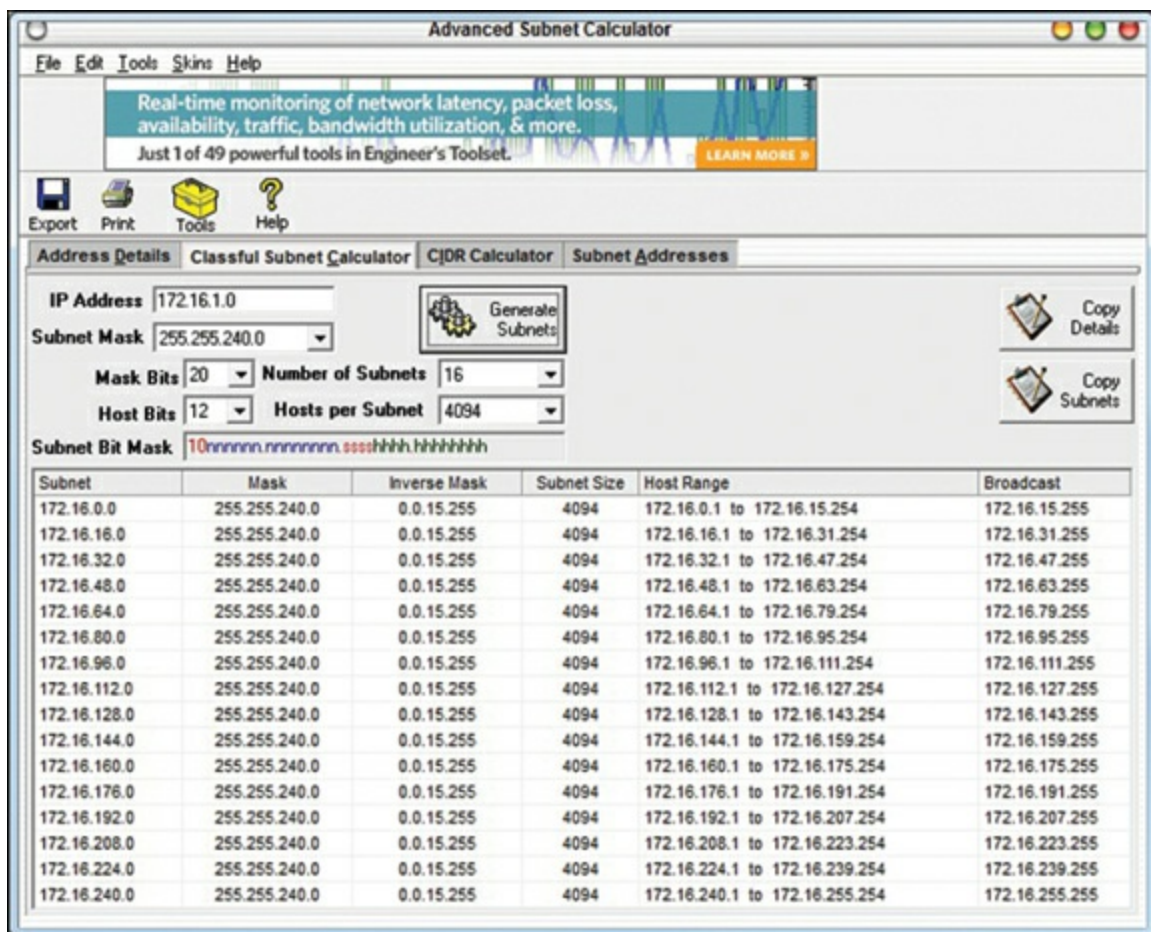 Advanced Subnet Calculator
File Edit Tools Skins Help
Real-time monitoring of network latency, packet loss,
availability, traffic, bandwidth utilization, & more.
Just 1 of 49 powerful tools in Engineer's Toolset.
LEARN MORE »
Export Print Tools Help
Address Details Classful Subnet Calculator CIDR Calculator Subnet Addresses
IP Address 172.16.1.0
Generate Subnets
Copy Details
Subnet Mask 255.255.240.0
Mask Bits 20 Number of Subnets 16
Copy Subnets
Host Bits 12 Hosts per Subnet 4094
Subnet Bit Mask 10nnnnnn.nnnnnnnn.sssshhhh.hhhhhhhh
Subnet Mask Inverse Mask Subnet Size Host Range Broadcast
172.16.0.0 255.255.240.0 0.0.15.255 4094 172.16.0.1 to 172.16.15.254 172.16.15.255
172.16.16.0 255.255.240.0 0.0.15.255 4094 172.16.16.1 to 172.16.31.254 172.16.31.255
172.16.32.0 255.255.240.0 0.0.15.255 4094 172.16.32.1 to 172.16.47.254 172.16.47.255
172.16.48.0 255.255.240.0 0.0.15.255 4094 172.16.48.1 to 172.16.63.254 172.16.63.255
172.16.64.0 255.255.240.0 0.0.15.255 4094 172.16.64.1 to 172.16.79.254 172.16.79.255
172.16.80.0 255.255.240.0 0.0.15.255 4094 172.16.80.1 to 172.16.95.254 172.16.95.255
172.16.96.0 255.255.240.0 0.0.15.255 4094 172.16.96.1 to 172.16.111.254 172.16.111.255
172.16.112.0 255.255.240.0 0.0.15.255 4094 172.16.112.1 to 172.16.127.254 172.16.127.255
172.16.128.0 255.255.240.0 0.0.15.255 4094 172.16.128.1 to 172.16.143.254 172.16.143.255
172.16.144.0 255.255.240.0 0.0.15.255 4094 172.16.144.1 to 172.16.159.254 172.16.159.255
172.16.160.0 255.255.240.0 0.0.15.255 4094 172.16.160.1 to 172.16.175.254 172.16.175.255
172.16.176.0 255.255.240.0 0.0.15.255 4094 172.16.176.1 to 172.16.191.254 172.16.191.255
172.16.192.0 255.255.240.0 0.0.15.255 4094 172.16.192.1 to 172.16.207.254 172.16.207.255
172.16.208.0 255.255.240.0 0.0.15.255 4094 172.16.208.1 to 172.16.223.254 172.16.223.255
172.16.224.0 255.255.240.0 0.0.15.255 4094 172.16.224.1 to 172.16.239.254 172.16.239.255
172.16.240.0 255.255.240.0 0.0.15.255 4094 172.16.240.1 to 172.16.255.254 172.16.255.255